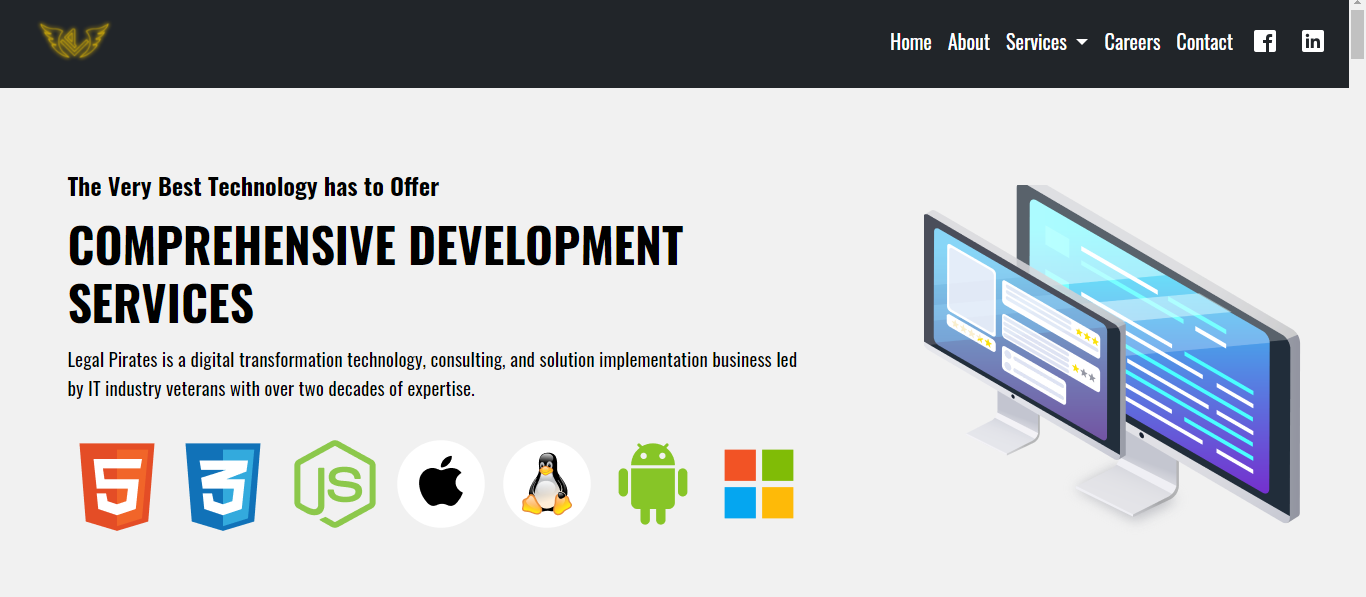 Home About Services Careers Contact
The Very Best Technology has to Offer
COMPREHENSIVE DEVELOPMENT
SERVICES
Legal Pirates is a digital transformation technology, consulting, and solution implementation business led
by IT industry veterans with over two decades of expertise.
5 3 JS